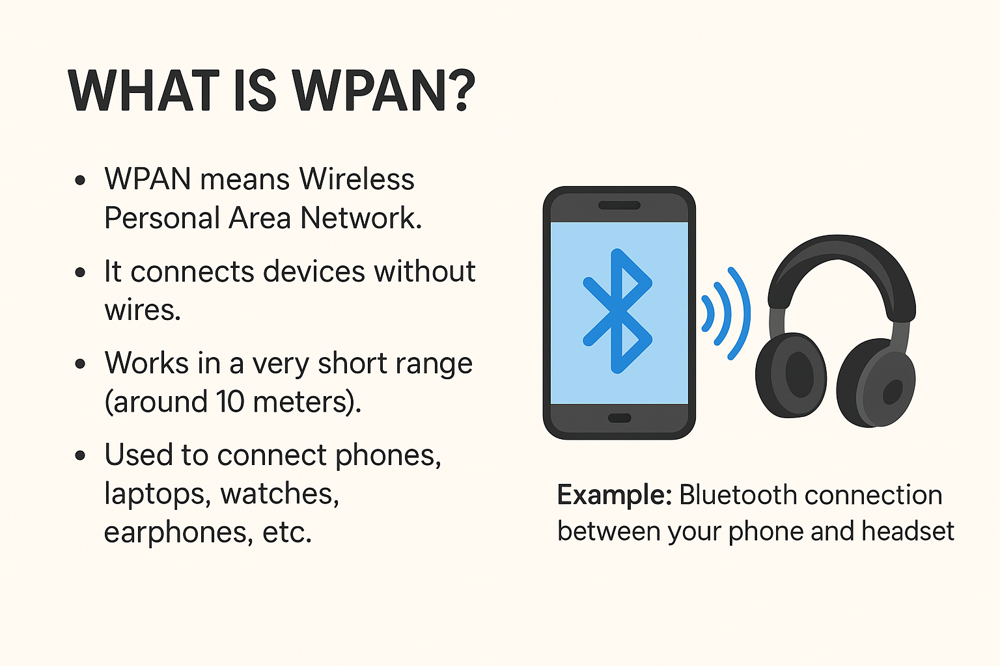 WHAT IS WPAN?
• WPAN means Wireless
Personal Area Network.
• It connects devices without
wires.
• Works in a very short range
(around 10 meters).
• Used to connect phones,
laptops, watches,
earphones, etc.
Example: Bluetooth connection
between your phone and headset